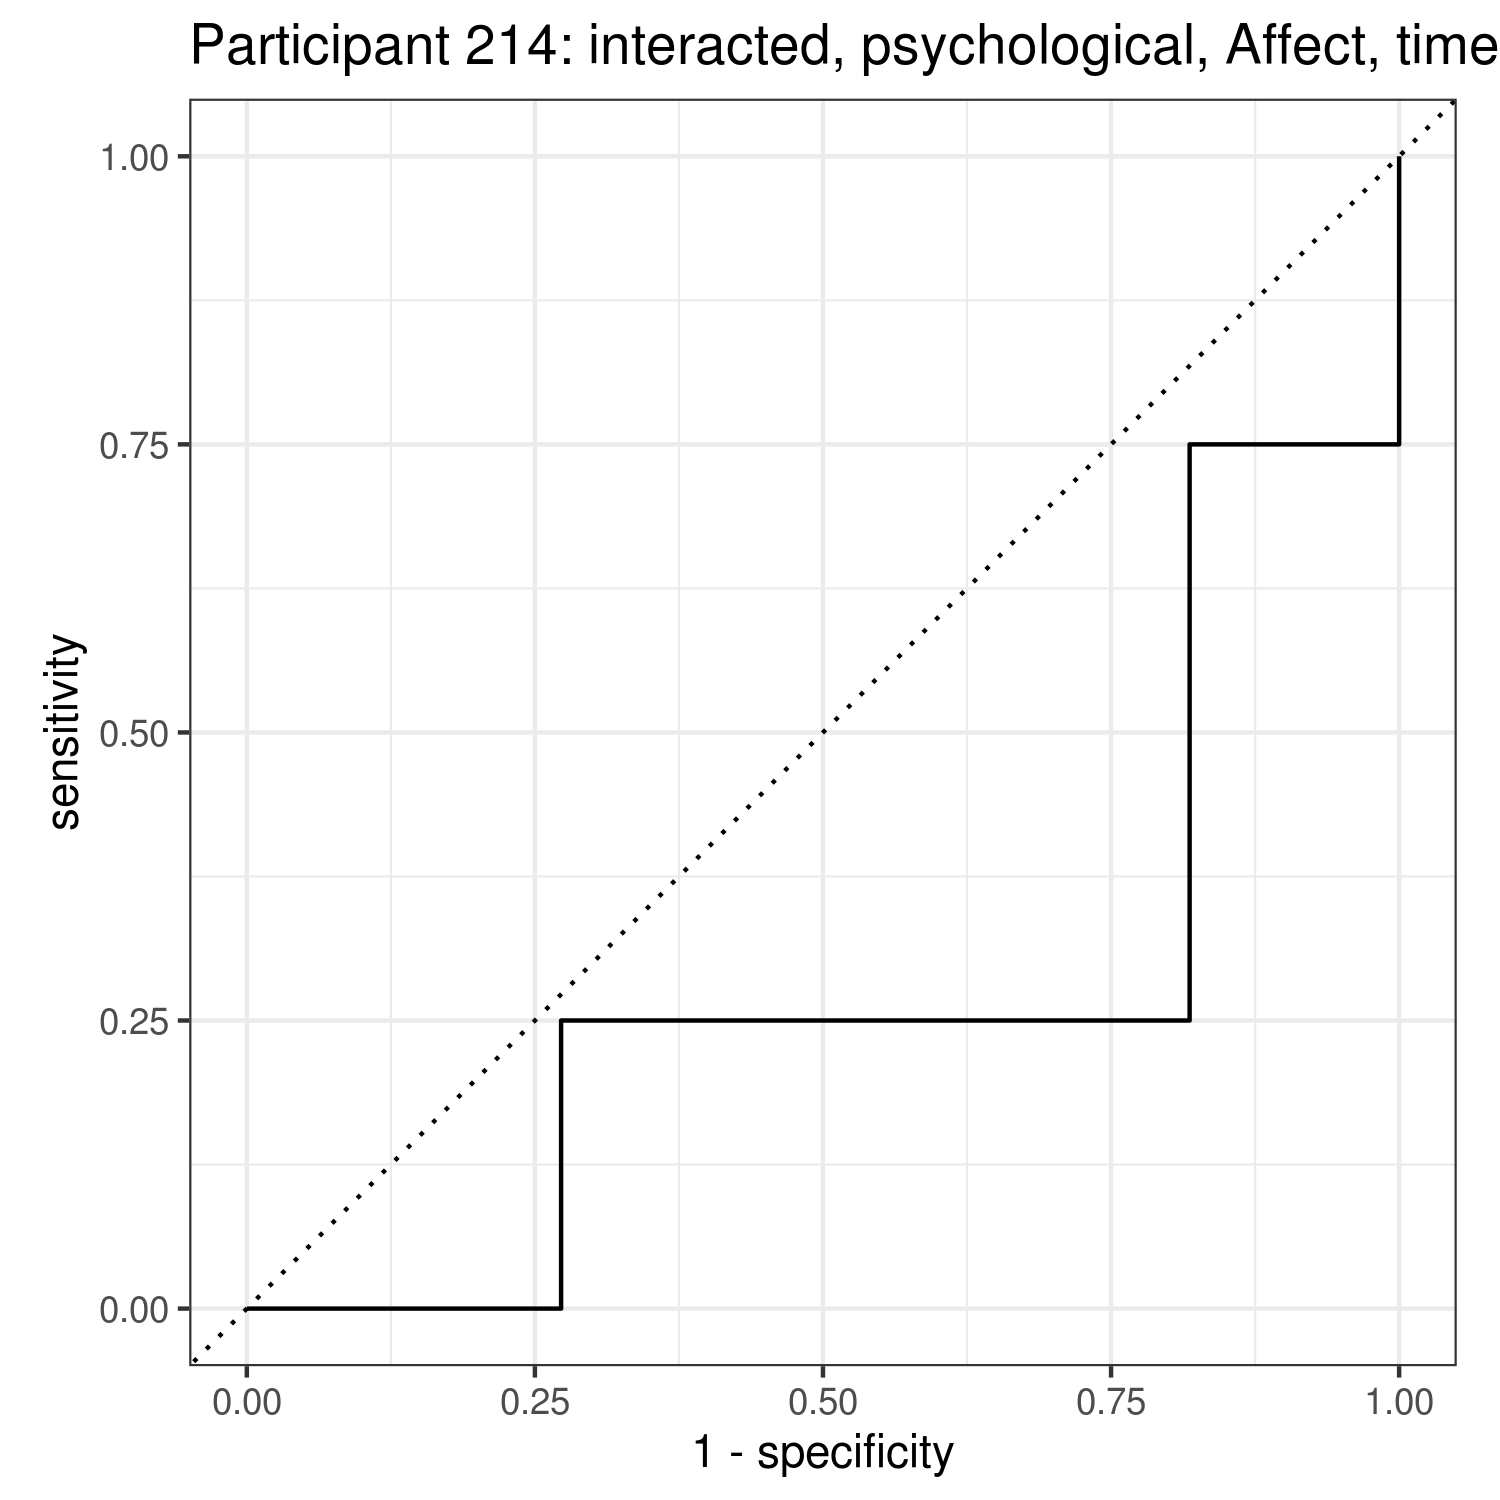 Participant 214: interacted, psychological, Affect, time
1.00
0.75
0.50
0.25
0.00
sensitivity
0.00 0.25 0.50 0.75 1.00
1 - specificity